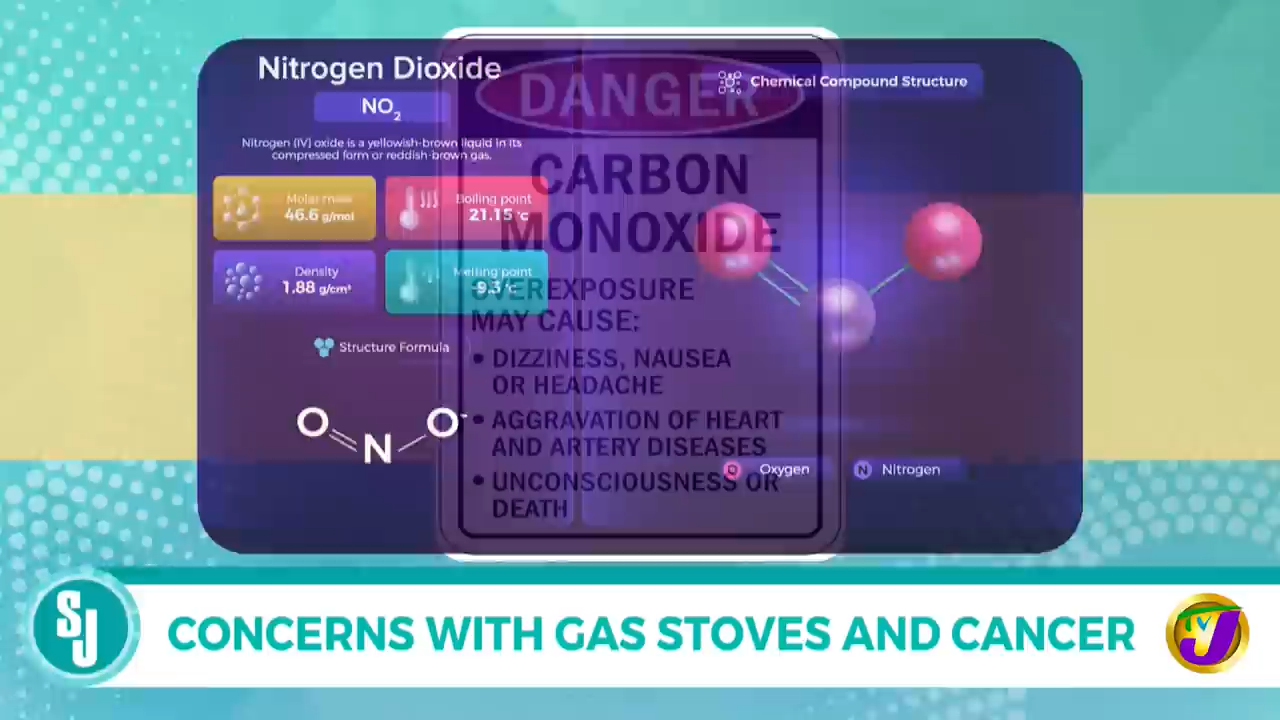 Nitrogen Dioxide
NO₂
Nitrogen (IV) oxide is a yellowish-brown liquid in its
compressed form or reddish-brown gas.
Molar mass
46.6 g/mol
Boiling point
21.15 °C
Density
1.88 g/cm³
Melting point
-9.3 °C
Structure Formula
O
N
O-
Chemical Compound Structure
O Oxygen
N Nitrogen
DANGER
CARBON
MONOXIDE
OVEREXPOSURE
MAY CAUSE:
• DIZZINESS, NAUSEA
OR HEADACHE
• AGGRAVATION OF HEART
AND ARTERY DISEASES
• UNCONSCIOUSNESS OR
DEATH
SJ
CONCERNS WITH GAS STOVES AND CANCER
TVJ